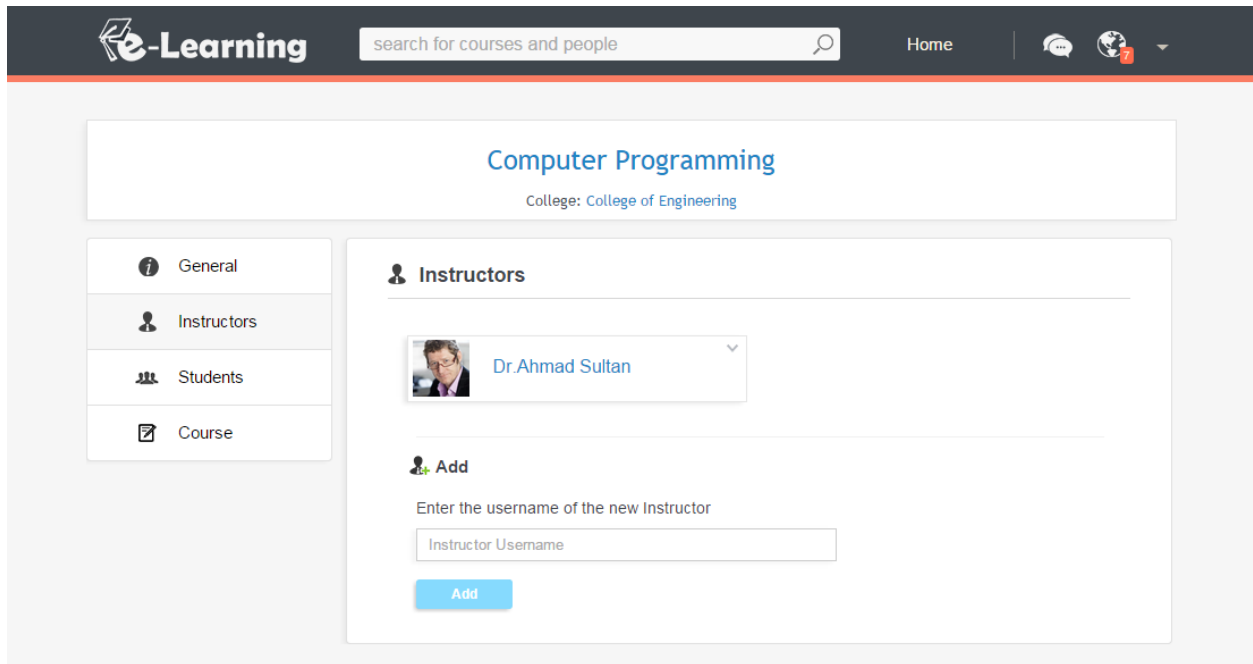 e-Learning
search for courses and people
Home
7
Computer Programming
College: College of Engineering
General
Instructors
Students
Course
Instructors
Dr.Ahmad Sultan
Add
Enter the username of the new Instructor
Instructor Username
Add